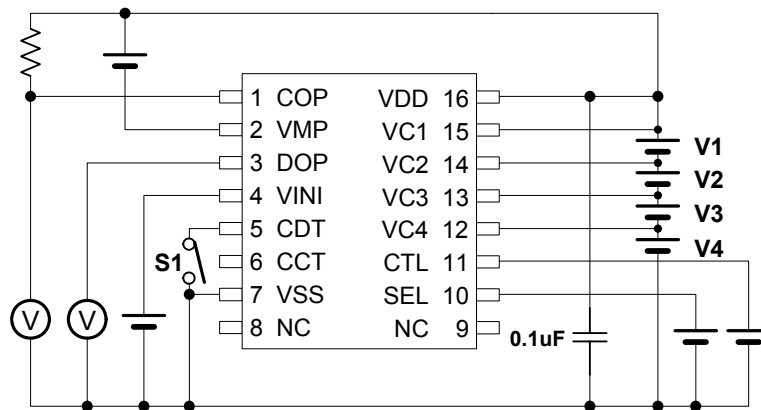 1 COP VDD 16
2 VMP VC1 15
3 DOP VC2 14
4 VINI VC3 13
5 CDT VC4 12
6 CCT CTL 11
7 VSS SEL 10
8 NC NC 9
V1
V2
V3
V4
S1
V V
0.1uF